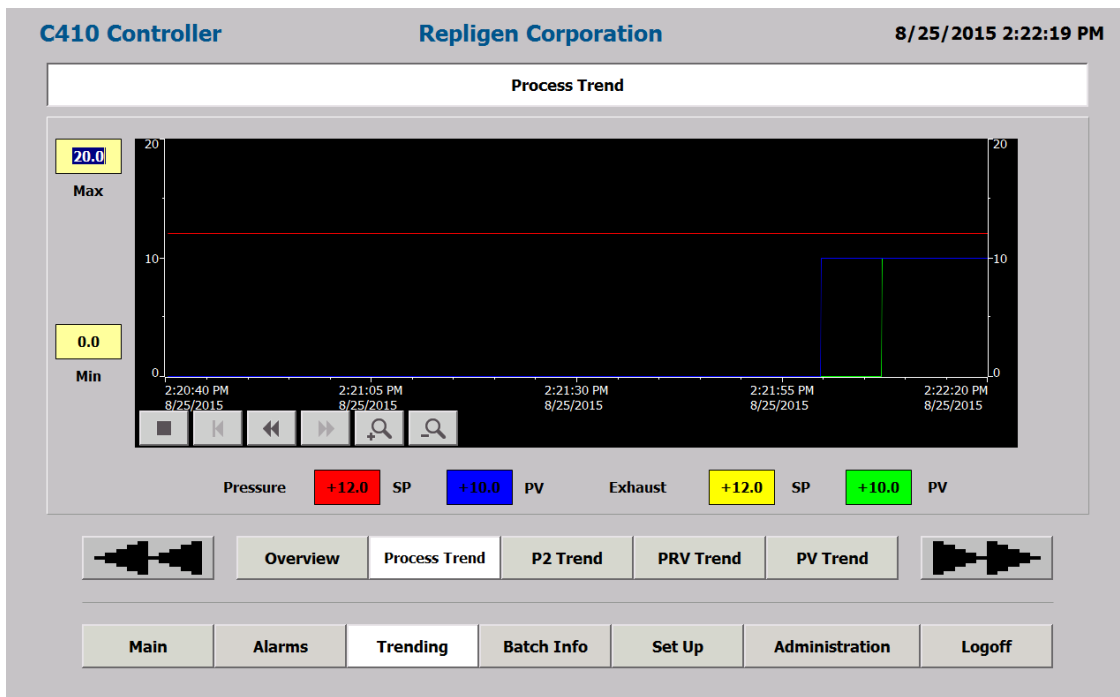 C410 Controller Repligen Corporation 8/25/2015 2:22:19 PM
Process Trend
20.0
Max
0.0
Min
20 20
10 10
0 0
2:20:40 PM 2:21:05 PM 2:21:30 PM 2:21:55 PM 2:22:20 PM
8/25/2015 8/25/2015 8/25/2015 8/25/2015 8/25/2015
Pressure +12.0 SP +10.0 PV Exhaust +12.0 SP +10.0 PV
Overview Process Trend P2 Trend PRV Trend PV Trend
Main Alarms Trending Batch Info Set Up Administration Logoff